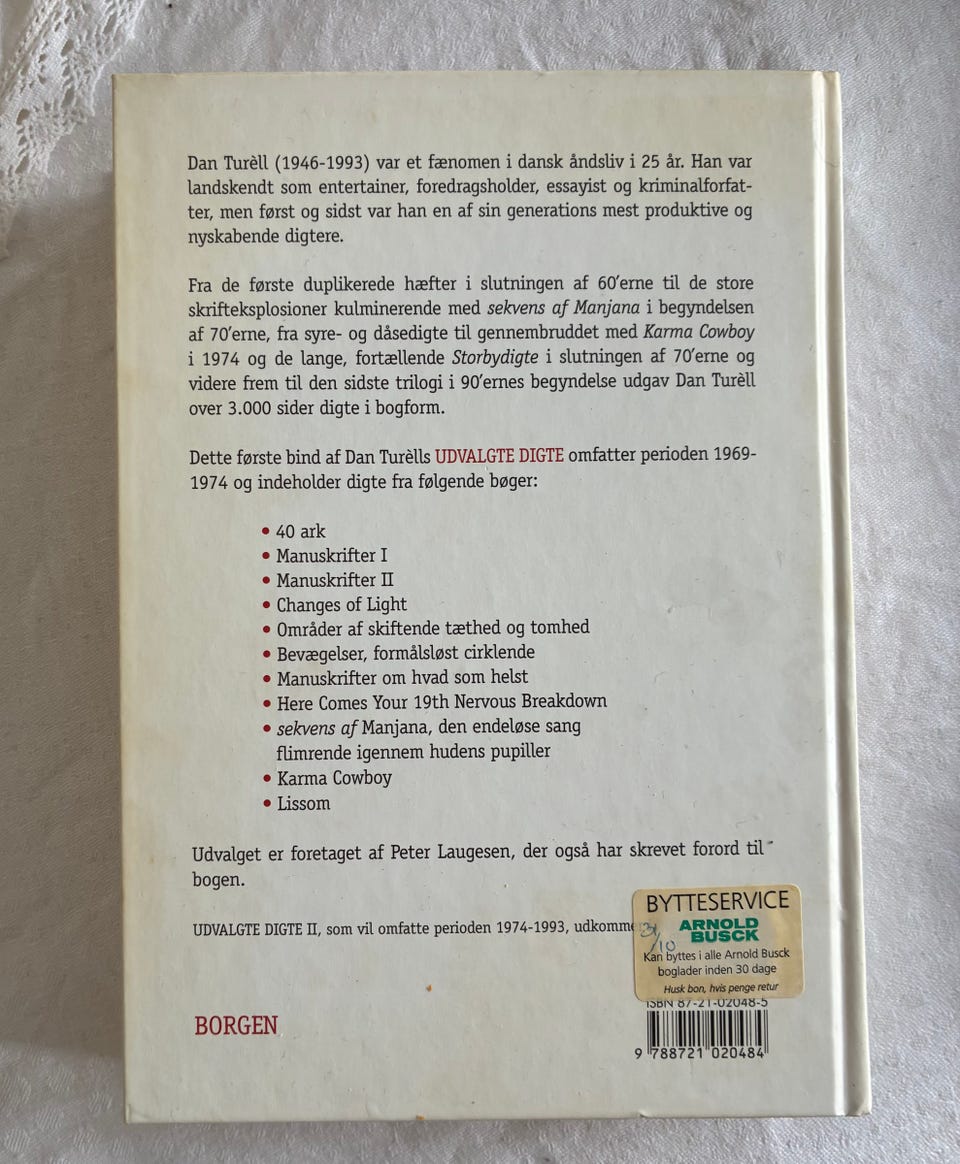 Dan Turèll (1946-1993) var et fænomen i dansk åndsliv i 25 år. Han var
landskendt som entertainer, foredragsholder, essayist og kriminalforfat-
ter, men først og sidst var han en af sin generations mest produktive og
nyskabende digtere.
Fra de første duplikerede hæfter i slutningen af 60'erne til de store
skrifteksplosioner kulminerende med sekvens af Manjana i begyndelsen
af 70'erne, fra syre- og dåsedigte til gennembruddet med Karma Cowboy
i 1974 og de lange, fortællende Storbydigte i slutningen af 70'erne og
videre frem til den sidste trilogi i 90'ernes begyndelse udgav Dan Turèll
over 3.000 sider digte i bogform.
Dette første bind af Dan Turèlls UDVALGTE DIGTE omfatter perioden 1969-
1974 og indeholder digte fra følgende bøger:
• 40 ark
• Manuskrifter I
• Manuskrifter II
• Changes of Light
• Områder af skiftende tæthed og tomhed
• Bevægelser, formålsløst cirklende
• Manuskrifter om hvad som helst
• Here Comes Your 19th Nervous Breakdown
• sekvens af Manjana, den endeløse sang
flimrende igennem hudens pupiller
• Karma Cowboy
• Lissom
Udvalget er foretaget af Peter Laugesen, der også har skrevet forord til
bogen.
UDVALGTE DIGTE II, som vil omfatte perioden 1974-1993, udkomme
BYTTESERVICE
31/10
ARNOLD
BUSCK
Kan byttes i alle Arnold Busck
boglader inden 30 dage
Husk bon, hvis penge retur
ISBN 87-21-02048-5
BORGEN
9 788721 020484